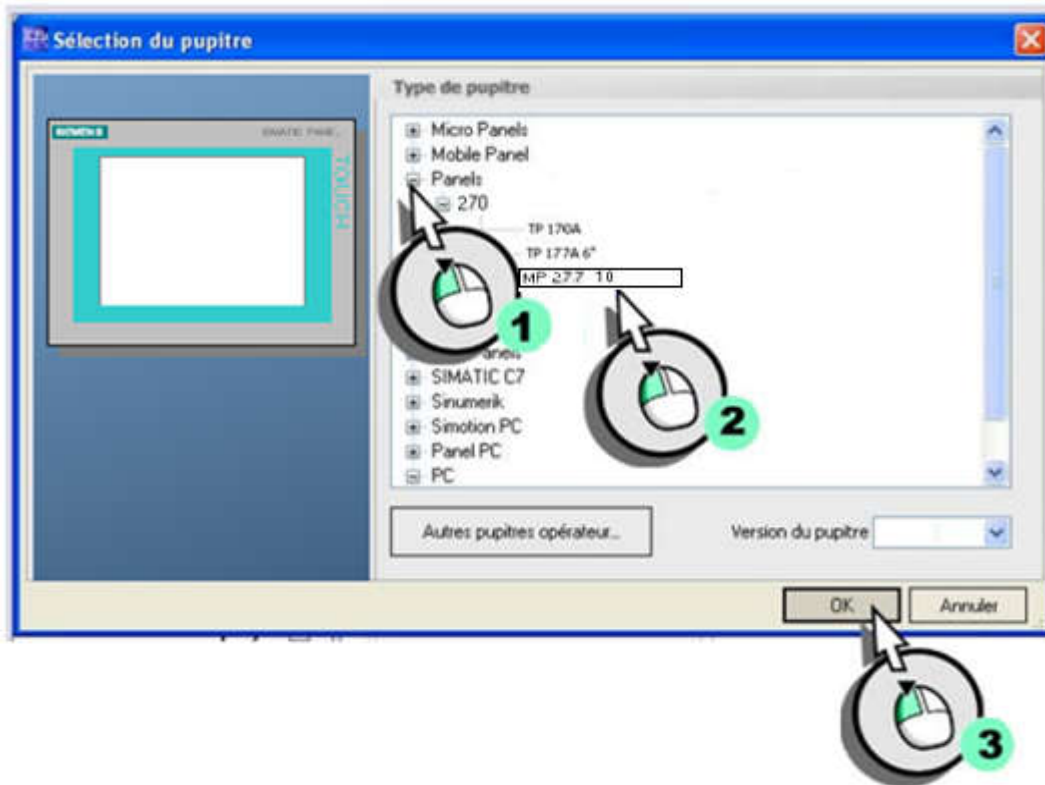 Sélection du pupitre
Type de pupitre
SIEMENS
SIMATIC PANEL
TOUCH
Micro Panels
Mobile Panel
Panels
270
TP 170A
TP 177A 6"
MP 277 10
1
SIMATIC C7
Sinumerik
2
Simotion PC
Panel PC
PC
Autres pupitres opérateur...
Version du pupitre
OK
Annuler
3